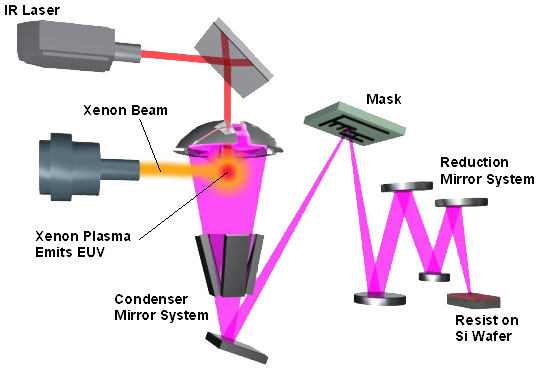 IR Laser
Xenon Beam
Mask
Reduction
Mirror System
Xenon Plasma
Emits EUV
Condenser
Mirror System
Resist on
Si Wafer